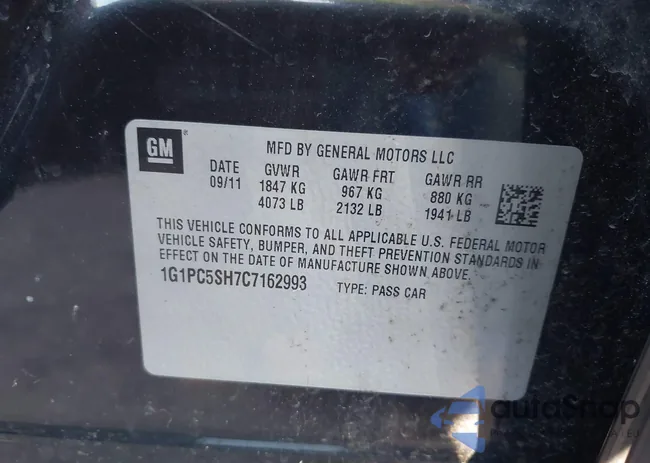 GM
MFD BY GENERAL MOTORS LLC
DATE GVWR GAWR FRT GAWR RR
09/11 1847 KG 967 KG 880 KG
4073 LB 2132 LB 1941 LB
THIS VEHICLE CONFORMS TO ALL APPLICABLE U.S. FEDERAL MOTOR
VEHICLE SAFETY, BUMPER, AND THEFT PREVENTION STANDARDS IN
EFFECT ON THE DATE OF MANUFACTURE SHOWN ABOVE.
1G1PC5SH7C7162993 TYPE: PASS CAR
autoSnap